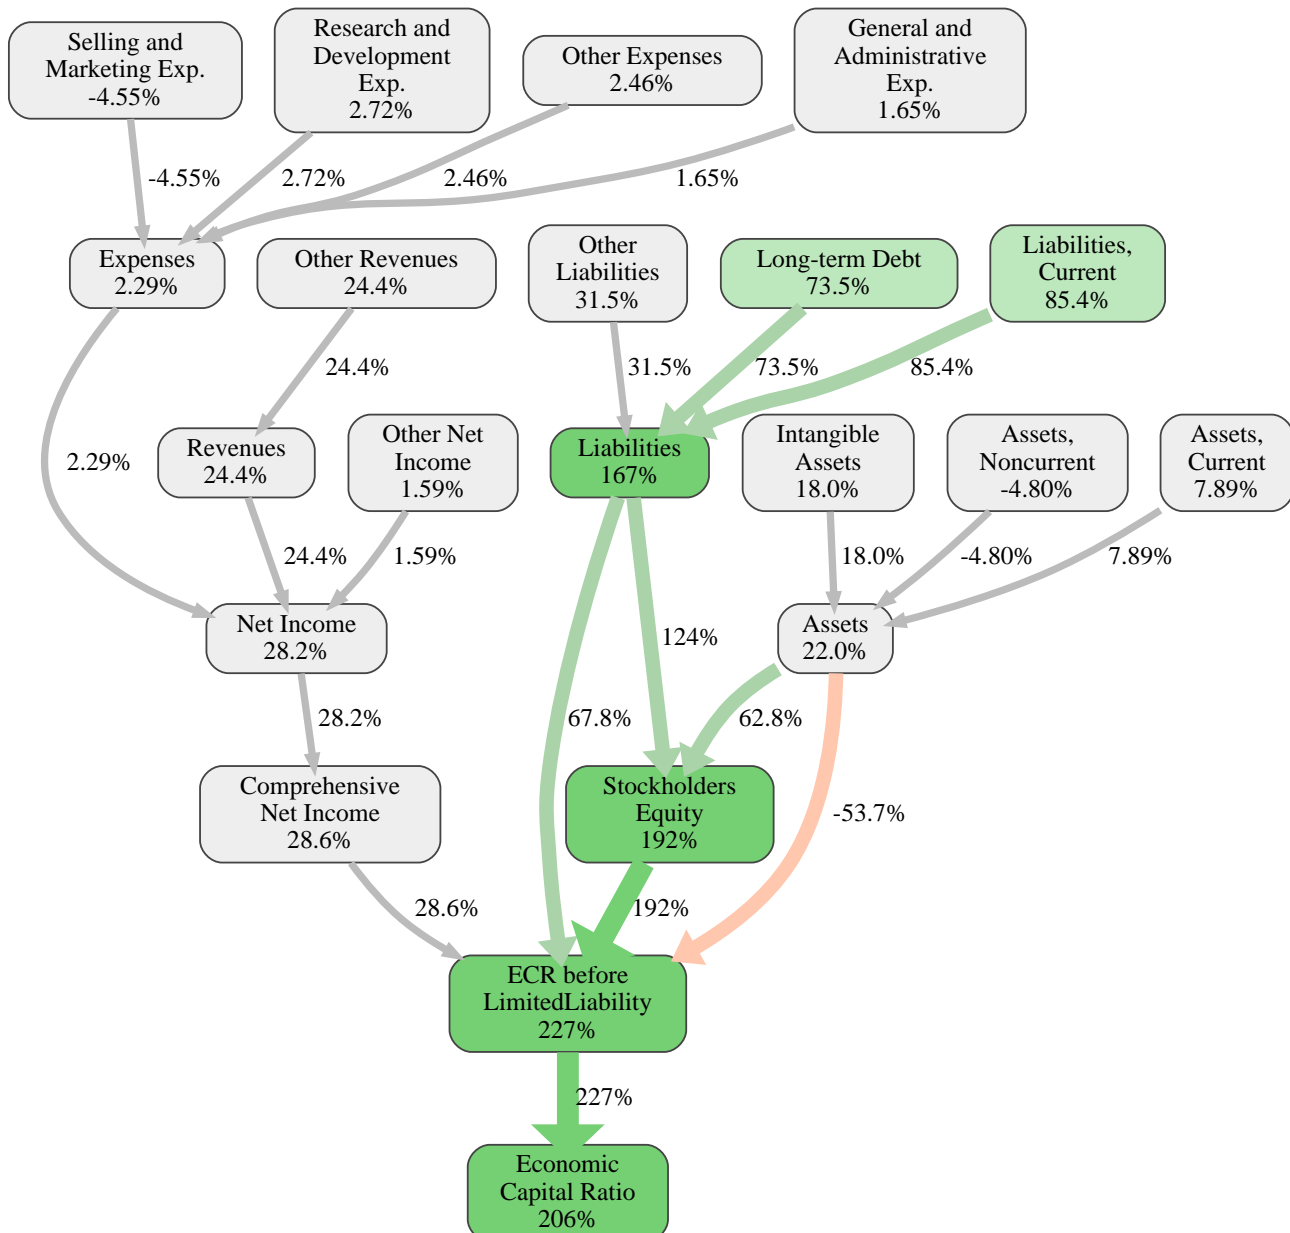 Selling and
Marketing Exp.
-4.55%
Research and
Development
Exp.
2.72%
Other Expenses
2.46%
General and
Administrative
Exp.
1.65%
-4.55%
2.72%
2.46%
1.65%
Expenses
2.29%
Other Revenues
24.4%
Other
Liabilities
31.5%
Long-term Debt
73.5%
Liabilities,
Current
85.4%
24.4%
31.5%
73.5%
85.4%
2.29%
Revenues
24.4%
Other Net
Income
1.59%
Liabilities
167%
Intangible
Assets
18.0%
Assets,
Noncurrent
-4.80%
Assets,
Current
7.89%
24.4%
1.59%
18.0%
-4.80%
7.89%
Net Income
28.2%
124%
Assets
22.0%
28.2%
67.8%
62.8%
-53.7%
Comprehensive
Net Income
28.6%
Stockholders
Equity
192%
28.6%
192%
ECR before
LimitedLiability
227%
227%
Economic
Capital Ratio
206%